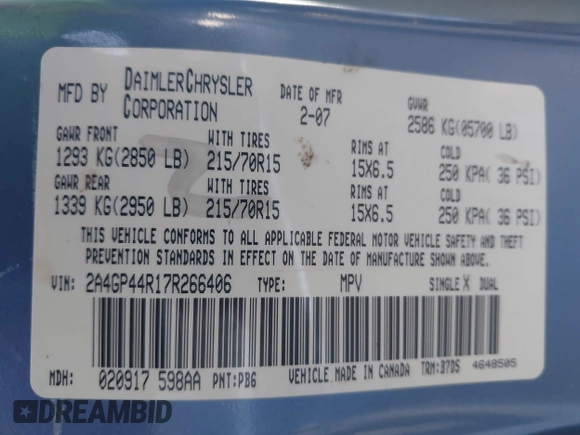 MFD BY DAIMLERCHRYSLER CORPORATION DATE OF MFR 2-07 GVWR 2586 KG(05700 LB)
GAWR FRONT WITH TIRES RIMS AT COLD
1293 KG(2850 LB) 215/70R15 15X6.5 250 KPA( 36 PSI)
GAWR REAR WITH TIRES RIMS AT COLD
1339 KG(2950 LB) 215/70R15 15X6.5 250 KPA( 36 PSI)
THIS VEHICLE CONFORMS TO ALL APPLICABLE FEDERAL MOTOR VEHICLE SAFETY AND THEFT
PREVENTION STANDARDS IN EFFECT ON THE DATE OF MANUFACTURE SHOWN ABOVE.
VIN: 2A4GP44R17R266406 TYPE: MPV SINGLE X DUAL
MDH: 020917 598AA PNT:PB6 VEHICLE MADE IN CANADA TRM:37D5 4648505
DREAMBID